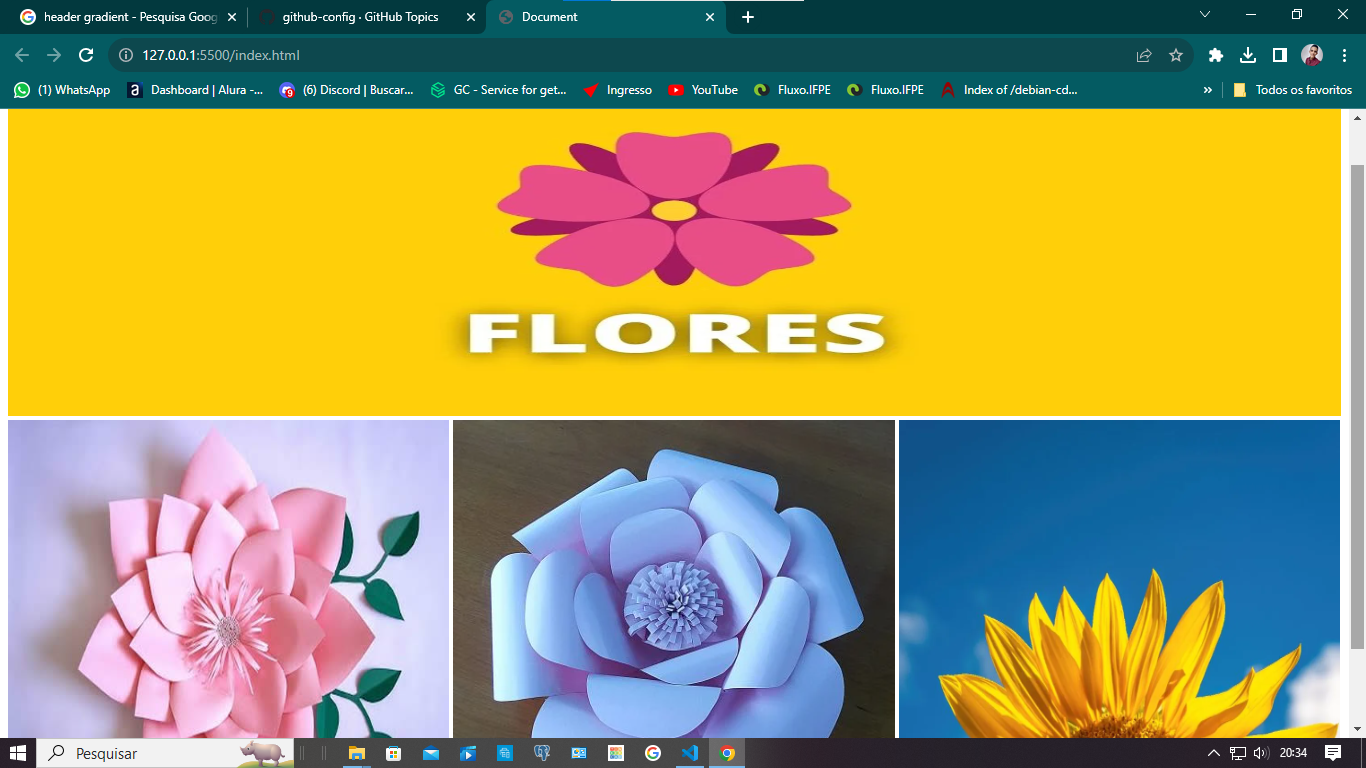 header gradient - Pesquisa Goog
github-config · GitHub Topics
Document
127.0.0.1:5500/index.html
(1) WhatsApp
a
Dashboard | Alura -...
9
(6) Discord | Buscar...
GC - Service for get...
Ingresso
YouTube
Fluxo.IFPE
Fluxo.IFPE
Index of /debian-cd...
»
Todos os favoritos
FLORES
Pesquisar
20:34